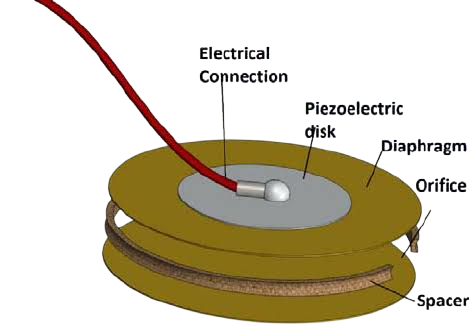 Electrical
Connection
Piezoelectric
disk
Diaphragm
Orifice
Spacer